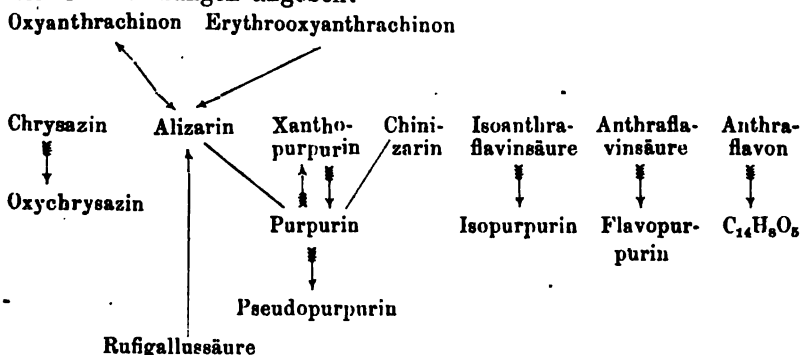 Oxyanthrachinon Erythrooxyanthrachinon
Chrysazin Alizarin Xantho- Chini- Isoanthra- Anthrafla- Anthra-
purpurin zarin flavinsäure vinsäure flavon
Oxychrysazin
Purpurin Isopurpurin Flavopur- C₁₄H₈O₅
purin
Pseudopurpurin
Rufigallussäure